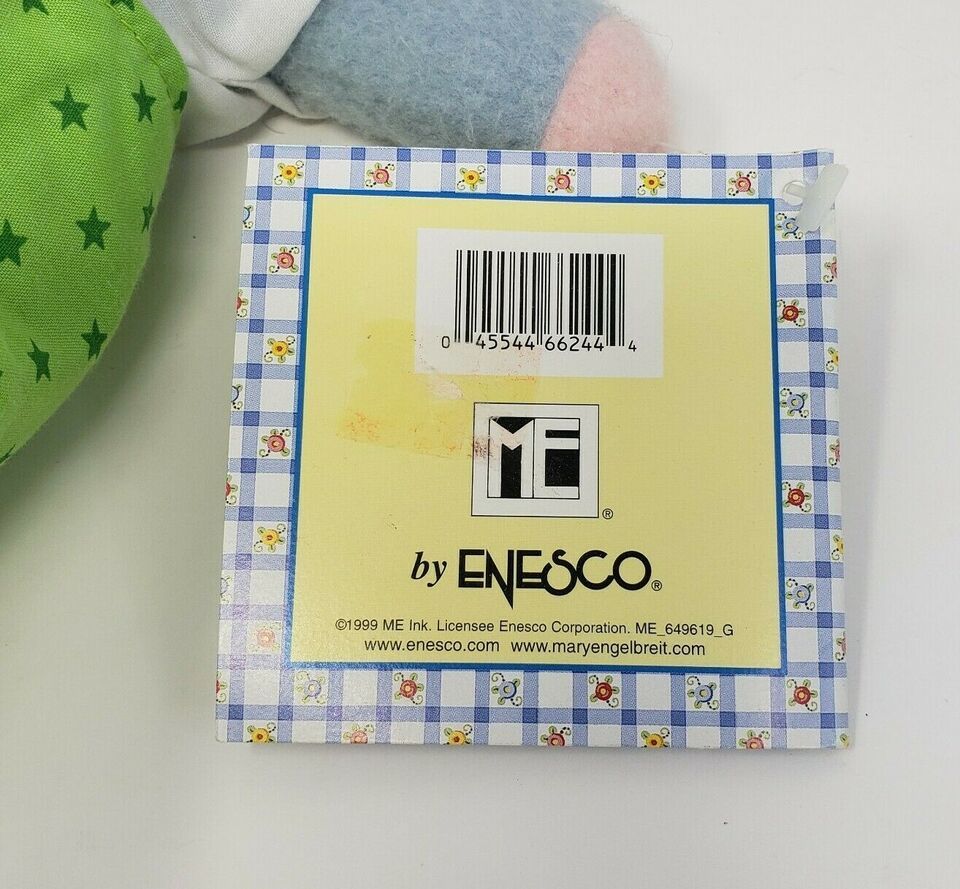 0 45544 66244 4
ME ®
by ENESCO®
©1999 ME Ink. Licensee Enesco Corporation. ME_649619_G
www.enesco.com www.maryengelbreit.com